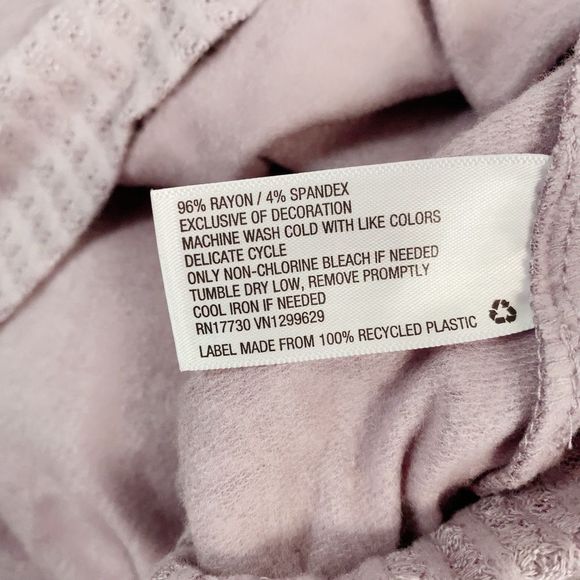 96% RAYON / 4% SPANDEX
EXCLUSIVE OF DECORATION
MACHINE WASH COLD WITH LIKE COLORS
DELICATE CYCLE
ONLY NON-CHLORINE BLEACH IF NEEDED
TUMBLE DRY LOW, REMOVE PROMPTLY
COOL IRON IF NEEDED
RN17730 VN1299629
LABEL MADE FROM 100% RECYCLED PLASTIC